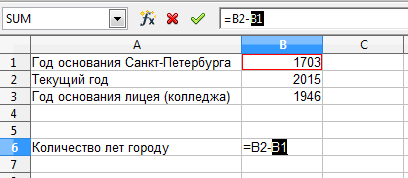 SUM =B2-B1
A B C
1 Год основания Санкт-Петербурга 1703
2 Текущий год 2015
3 Год основания лицея (колледжа) 1946
4
5
6 Количество лет городу =B2-B1
7